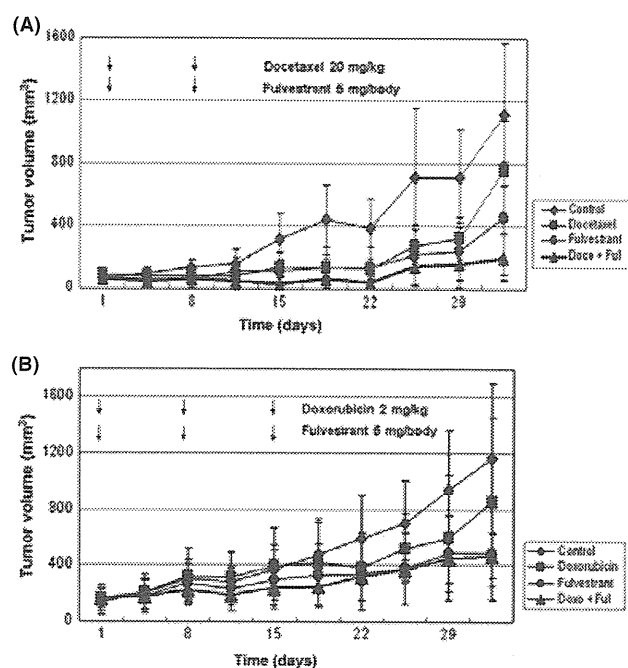 (A)
1600
1200
800
400
0
Tumor volume (mm³)
Docetaxel 20 mg/kg
Fulvestrant 5 mg/body
1
8
15
22
29
Time (days)
Control
Docetaxel
Fulvestrant
Doce + Ful
(B)
1600
1200
800
400
0
Tumor volume (mm³)
Doxorubicin 2 mg/kg
Fulvestrant 5 mg/body
1
8
15
22
29
Time (days)
Control
Doxorubicin
Fulvestrant
Doxo + Ful